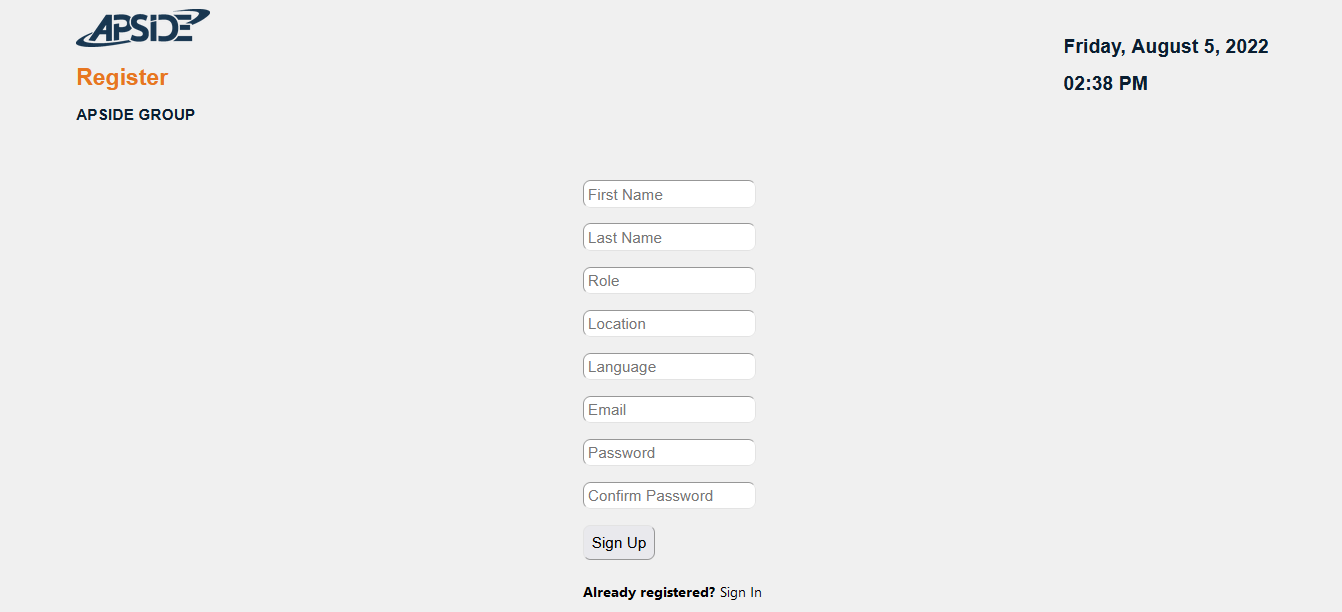 APSIDE
Register
APSIDE GROUP
Friday, August 5, 2022
02:38 PM
First Name
Last Name
Role
Location
Language
Email
Password
Confirm Password
Sign Up
Already registered? Sign In